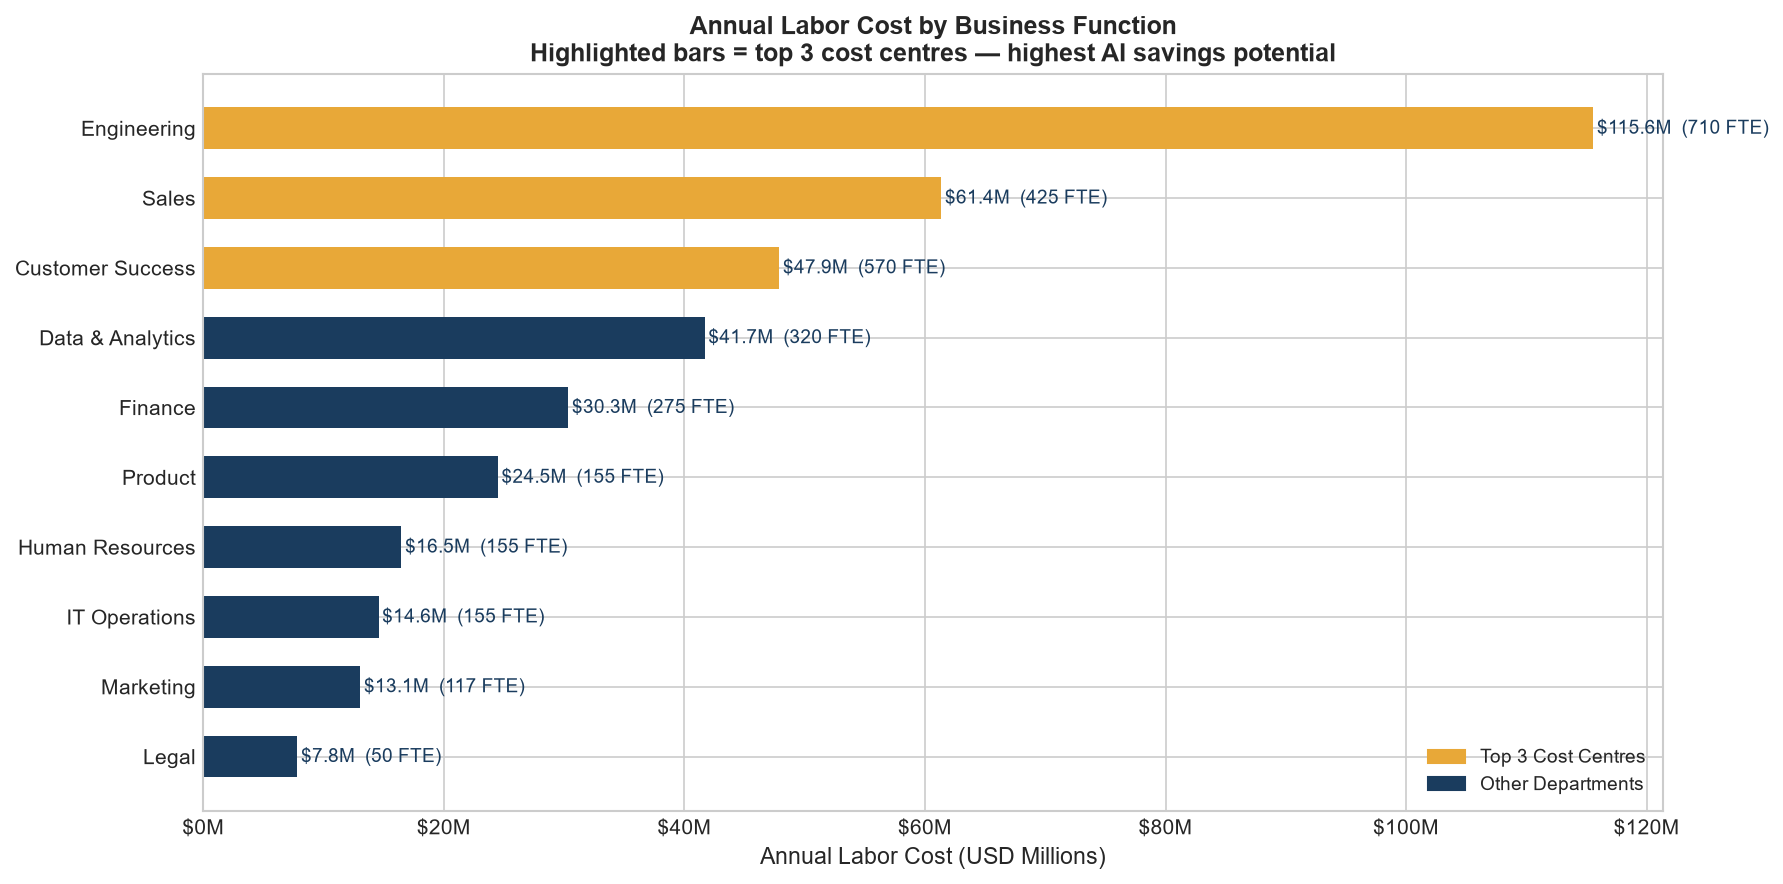 Annual Labor Cost by Business Function
Highlighted bars = top 3 cost centres — highest AI savings potential
Engineering $115.6M (710 FTE)
Sales $61.4M (425 FTE)
Customer Success $47.9M (570 FTE)
Data & Analytics $41.7M (320 FTE)
Finance $30.3M (275 FTE)
Product $24.5M (155 FTE)
Human Resources $16.5M (155 FTE)
IT Operations $14.6M (155 FTE)
Marketing $13.1M (117 FTE)
Legal $7.8M (50 FTE)
Top 3 Cost Centres
Other Departments
$0M $20M $40M $60M $80M $100M $120M
Annual Labor Cost (USD Millions)